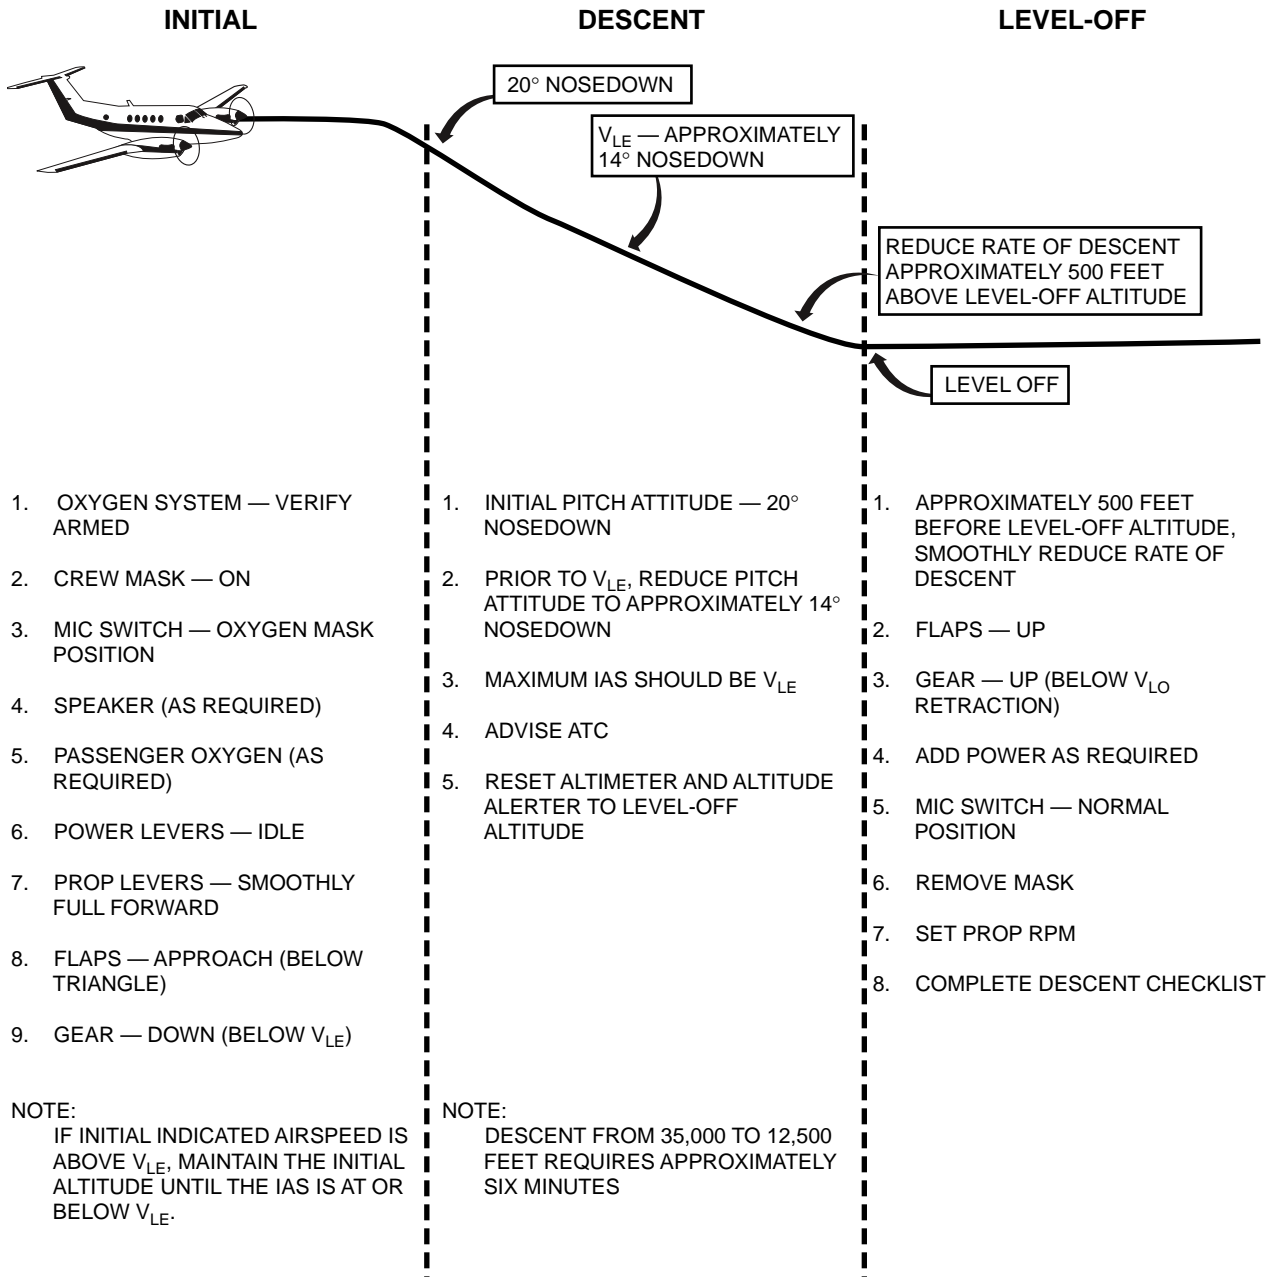 INITIAL
DESCENT
LEVEL-OFF
20° NOSEDOWN
VLE — APPROXIMATELY
14° NOSEDOWN
REDUCE RATE OF DESCENT
APPROXIMATELY 500 FEET
ABOVE LEVEL-OFF ALTITUDE
LEVEL OFF
1. OXYGEN SYSTEM — VERIFY
ARMED
2. CREW MASK — ON
3. MIC SWITCH — OXYGEN MASK
POSITION
4. SPEAKER (AS REQUIRED)
5. PASSENGER OXYGEN (AS
REQUIRED)
6. POWER LEVERS — IDLE
7. PROP LEVERS — SMOOTHLY
FULL FORWARD
8. FLAPS — APPROACH (BELOW
TRIANGLE)
9. GEAR — DOWN (BELOW VLE)
NOTE:
IF INITIAL INDICATED AIRSPEED IS
ABOVE VLE, MAINTAIN THE INITIAL
ALTITUDE UNTIL THE IAS IS AT OR
BELOW VLE.
1. INITIAL PITCH ATTITUDE — 20°
NOSEDOWN
2. PRIOR TO VLE, REDUCE PITCH
ATTITUDE TO APPROXIMATELY 14°
NOSEDOWN
3. MAXIMUM IAS SHOULD BE VLE
4. ADVISE ATC
5. RESET ALTIMETER AND ALTITUDE
ALERTER TO LEVEL-OFF
ALTITUDE
NOTE:
DESCENT FROM 35,000 TO 12,500
FEET REQUIRES APPROXIMATELY
SIX MINUTES
1. APPROXIMATELY 500 FEET
BEFORE LEVEL-OFF ALTITUDE,
SMOOTHLY REDUCE RATE OF
DESCENT
2. FLAPS — UP
3. GEAR — UP (BELOW VLO
RETRACTION)
4. ADD POWER AS REQUIRED
5. MIC SWITCH — NORMAL
POSITION
6. REMOVE MASK
7. SET PROP RPM
8. COMPLETE DESCENT CHECKLIST